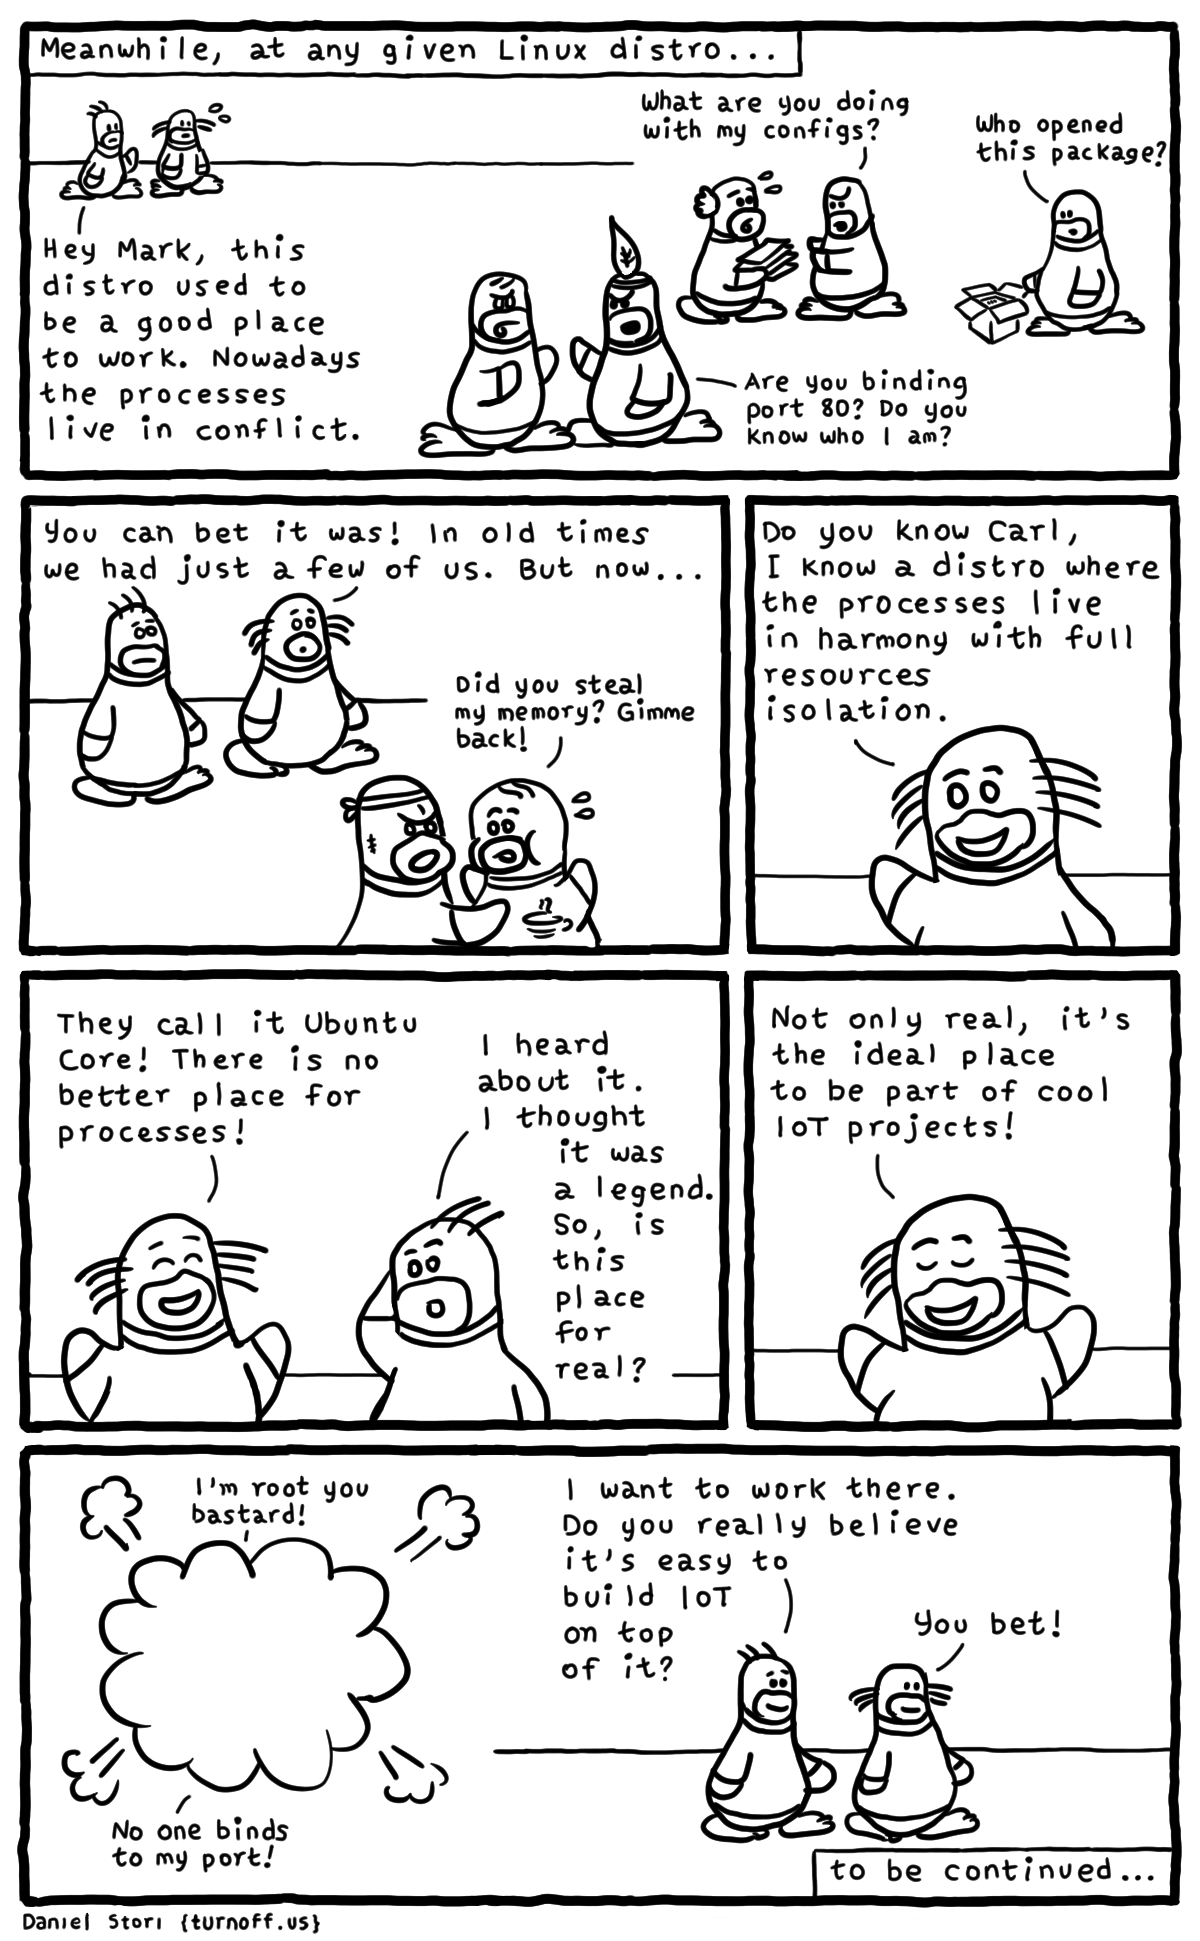 Meanwhile, at any given Linux distro...
What are you doing
with my configs?
Who opened
this package?
Hey Mark, this
distro used to
be a good place
to work. Nowadays
the processes
live in conflict.
Are you binding
port 80? Do you
know who I am?
You can bet it was! In old times
we had just a few of us. But now...
Did you steal
my memory? Gimme
back!
Do you know Carl,
I know a distro where
the processes live
in harmony with full
resources
isolation.
They call it Ubuntu
Core! There is no
better place for
processes!
I heard
about it.
I thought
it was
a legend.
So, is
this
place
for
real?
Not only real, it's
the ideal place
to be part of cool
IoT projects!
I'm root you
bastard!
No one binds
to my port!
I want to work there.
Do you really believe
it's easy to
build IoT
on top
of it?
You bet!
to be continued...
Daniel Stori {turnoff.us}